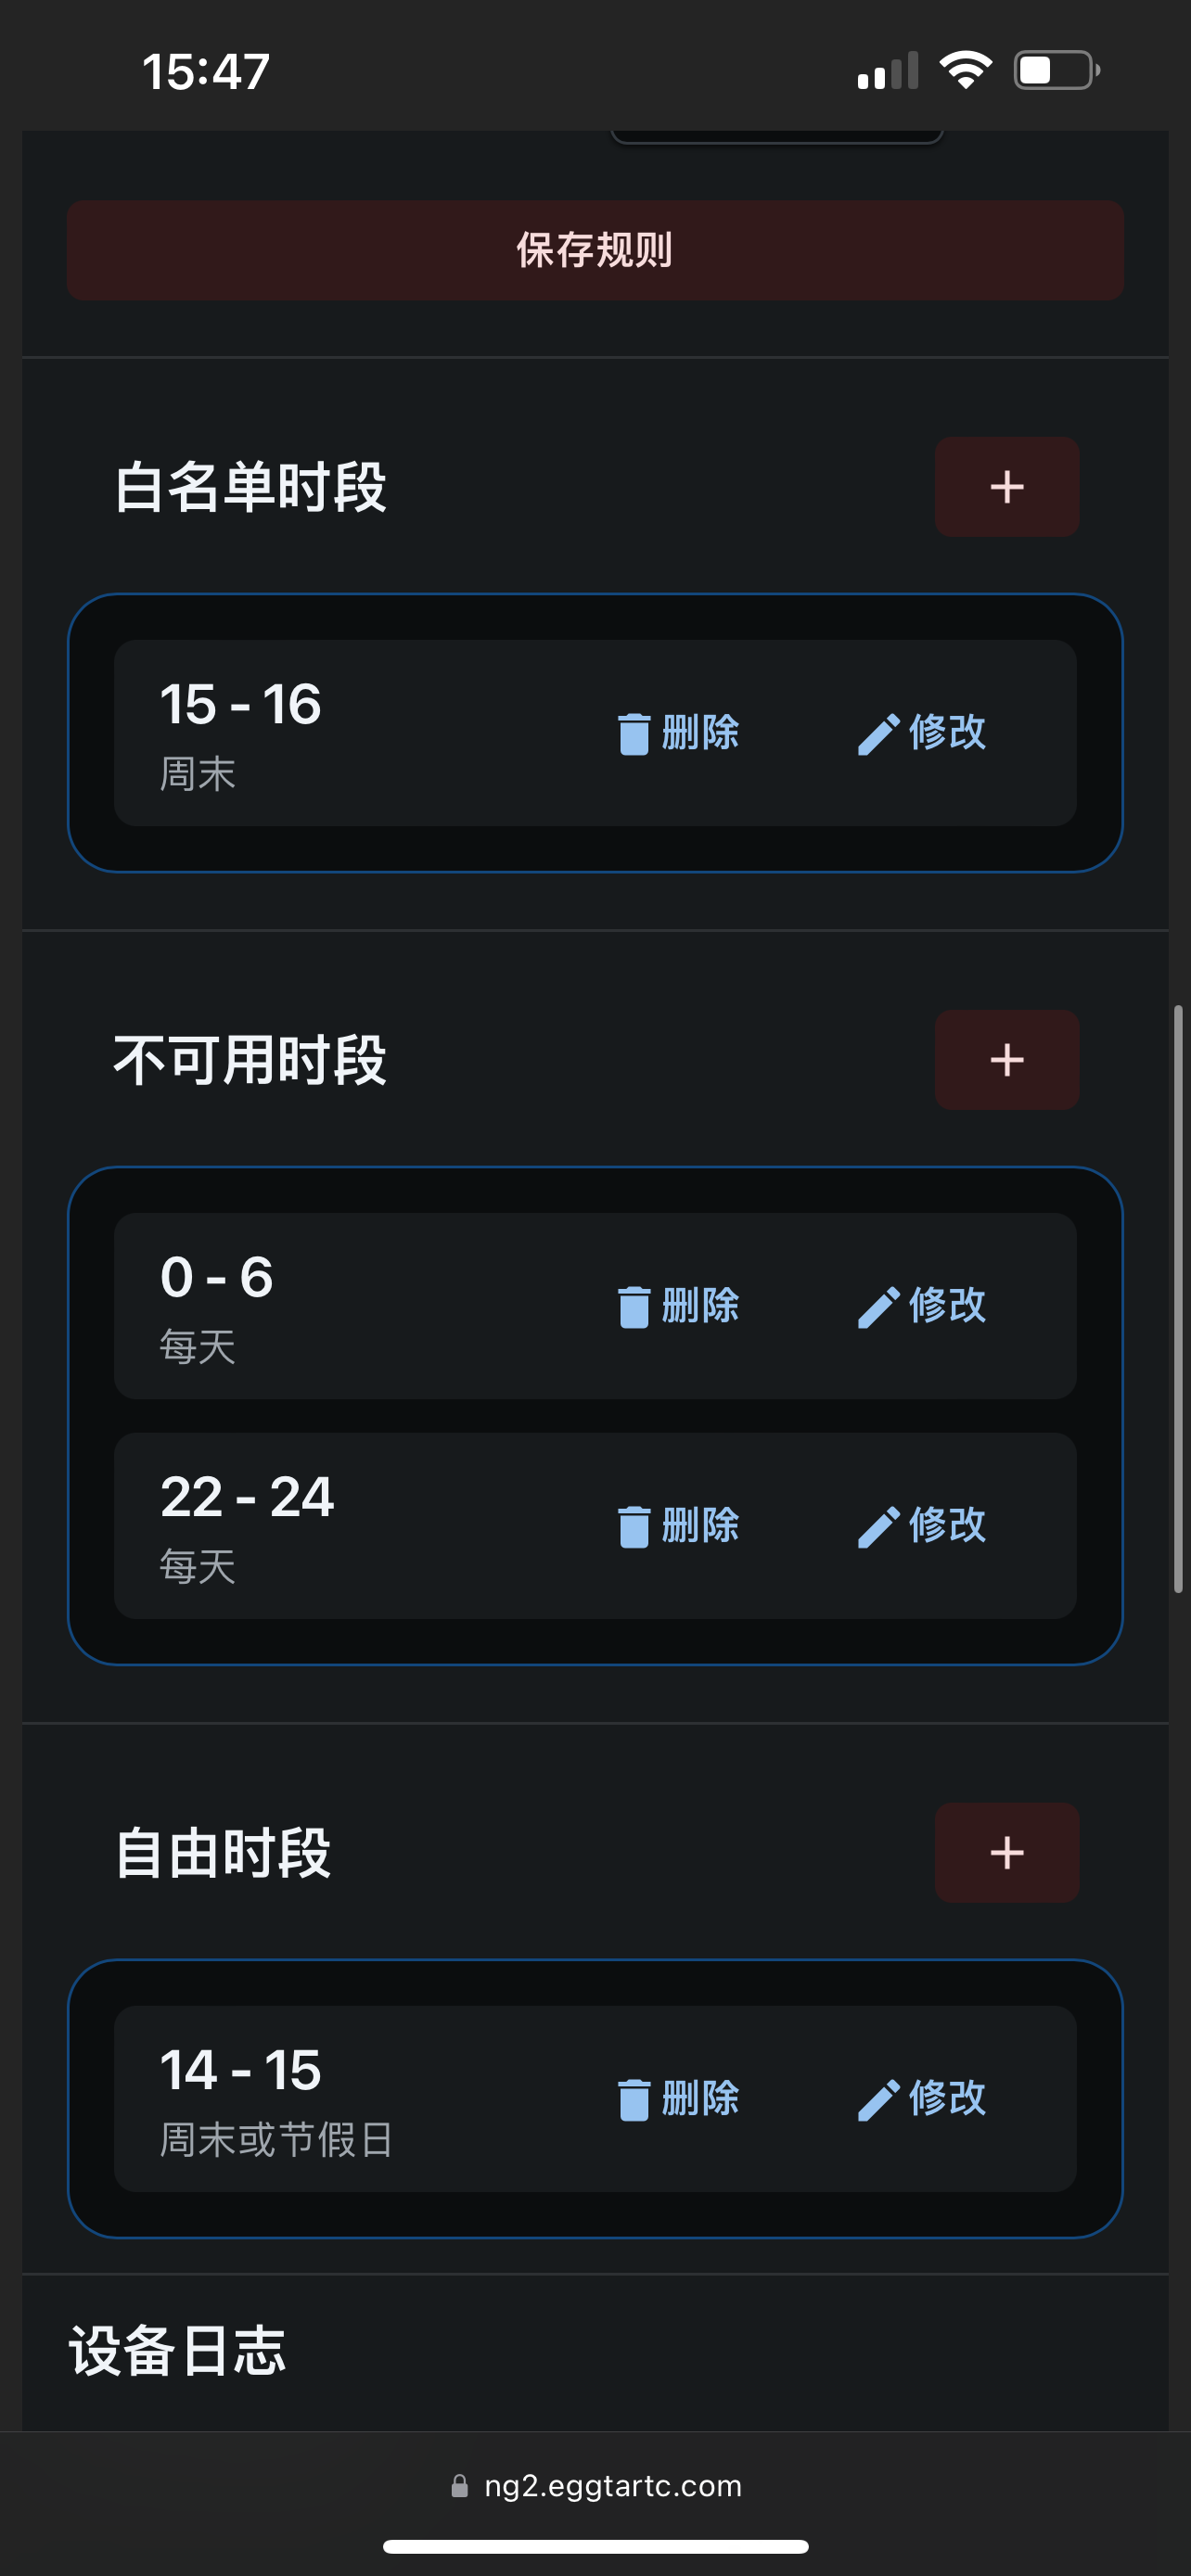 15:47
保存规则
白名单时段
+
15 - 16
周末
删除
修改
不可用时段
+
0 - 6
每天
删除
修改
22 - 24
每天
删除
修改
自由时段
+
14 - 15
周末或节假日
删除
修改
设备日志
ng2.eggtartc.com